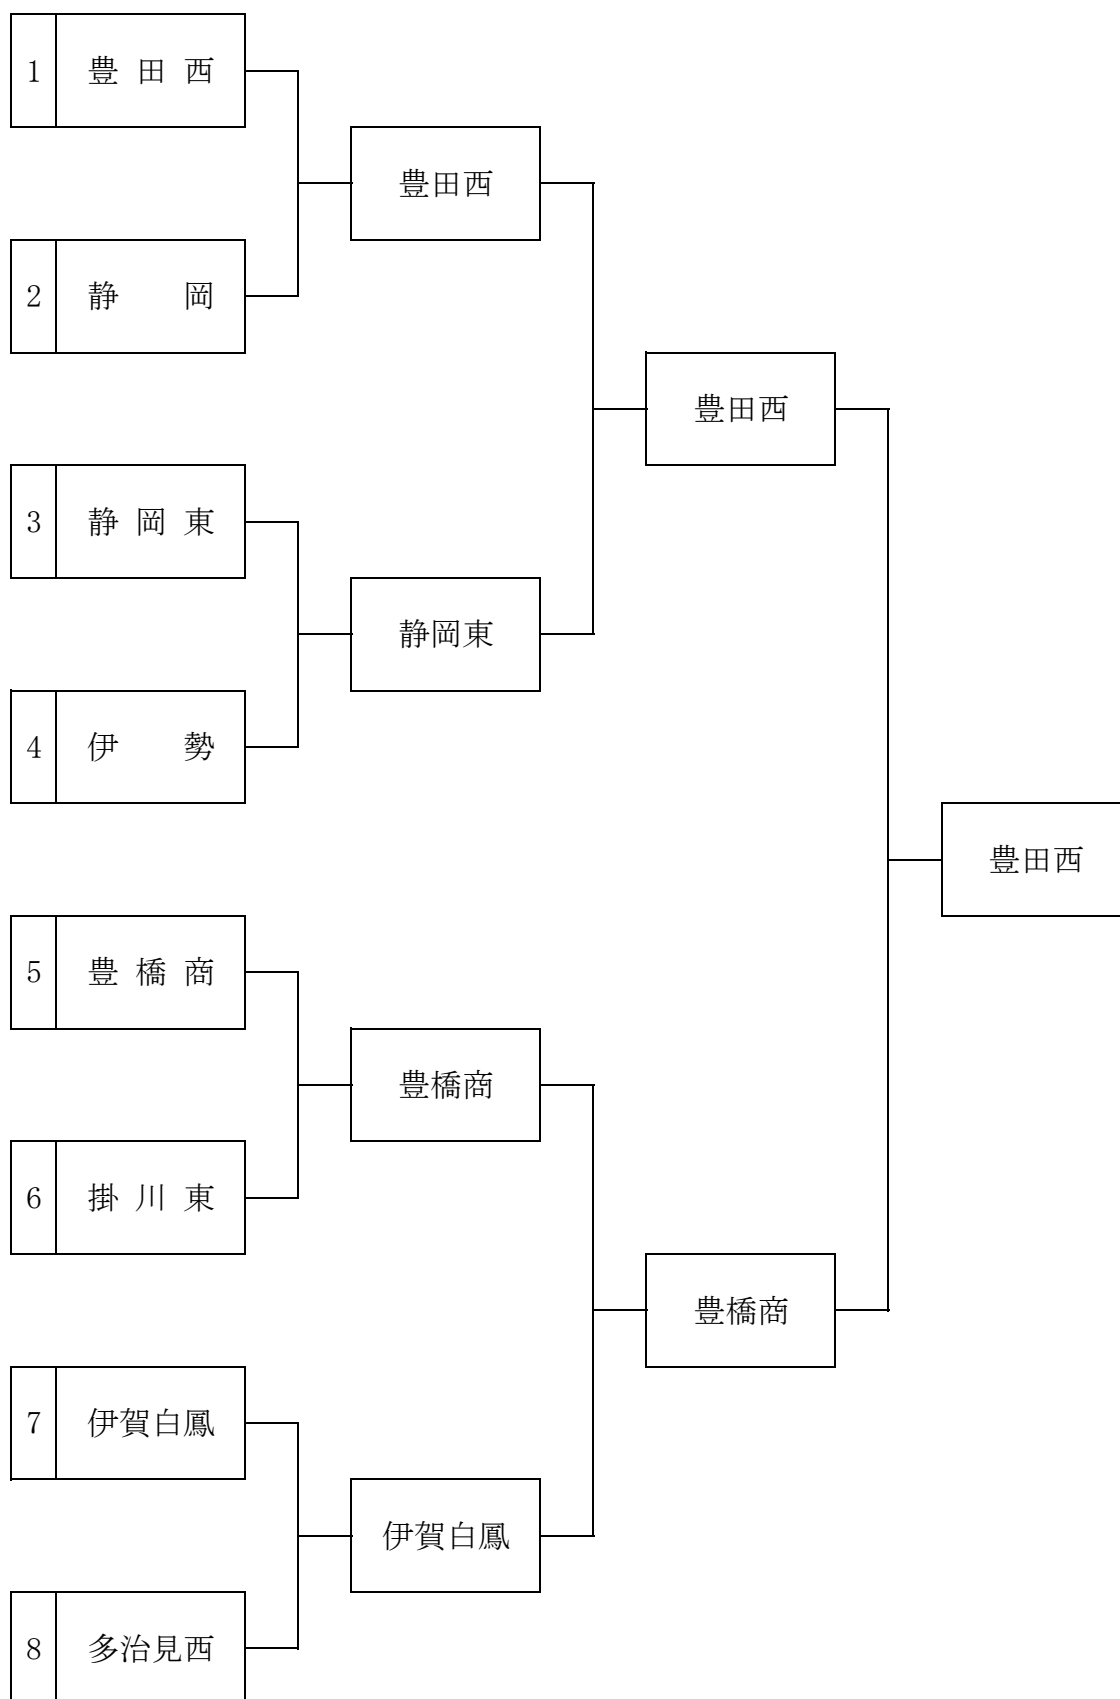 1 豊田西
豊田西
2 静岡
豊田西
3 静岡東
静岡東
4 伊勢
豊田西
5 豊橋商
豊橋商
6 掛川東
豊橋商
7 伊賀白鳳
伊賀白鳳
8 多治見西